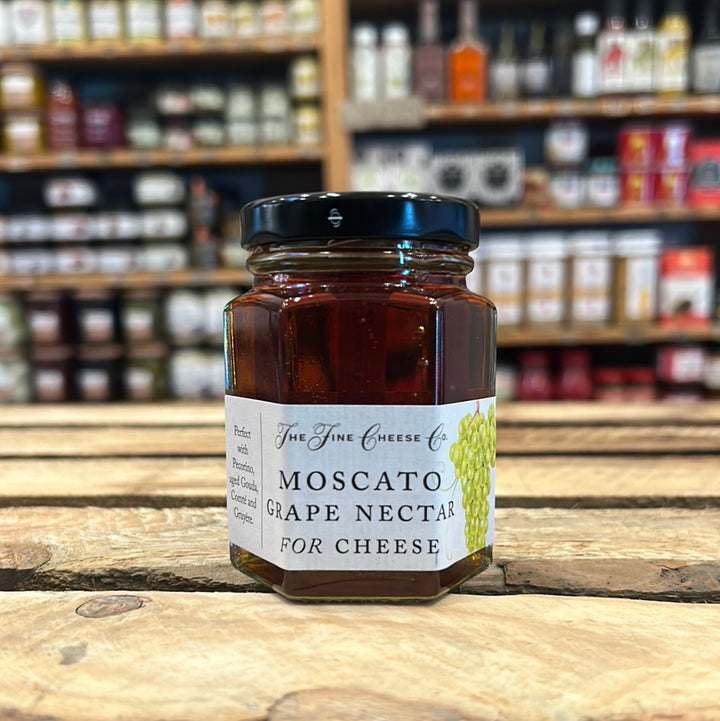 The Fine Cheese Co.
MOSCATO
GRAPE NECTAR
FOR CHEESE
Perfect
with
Pecorino,
aged Gouda,
Comté and
Gruyère.